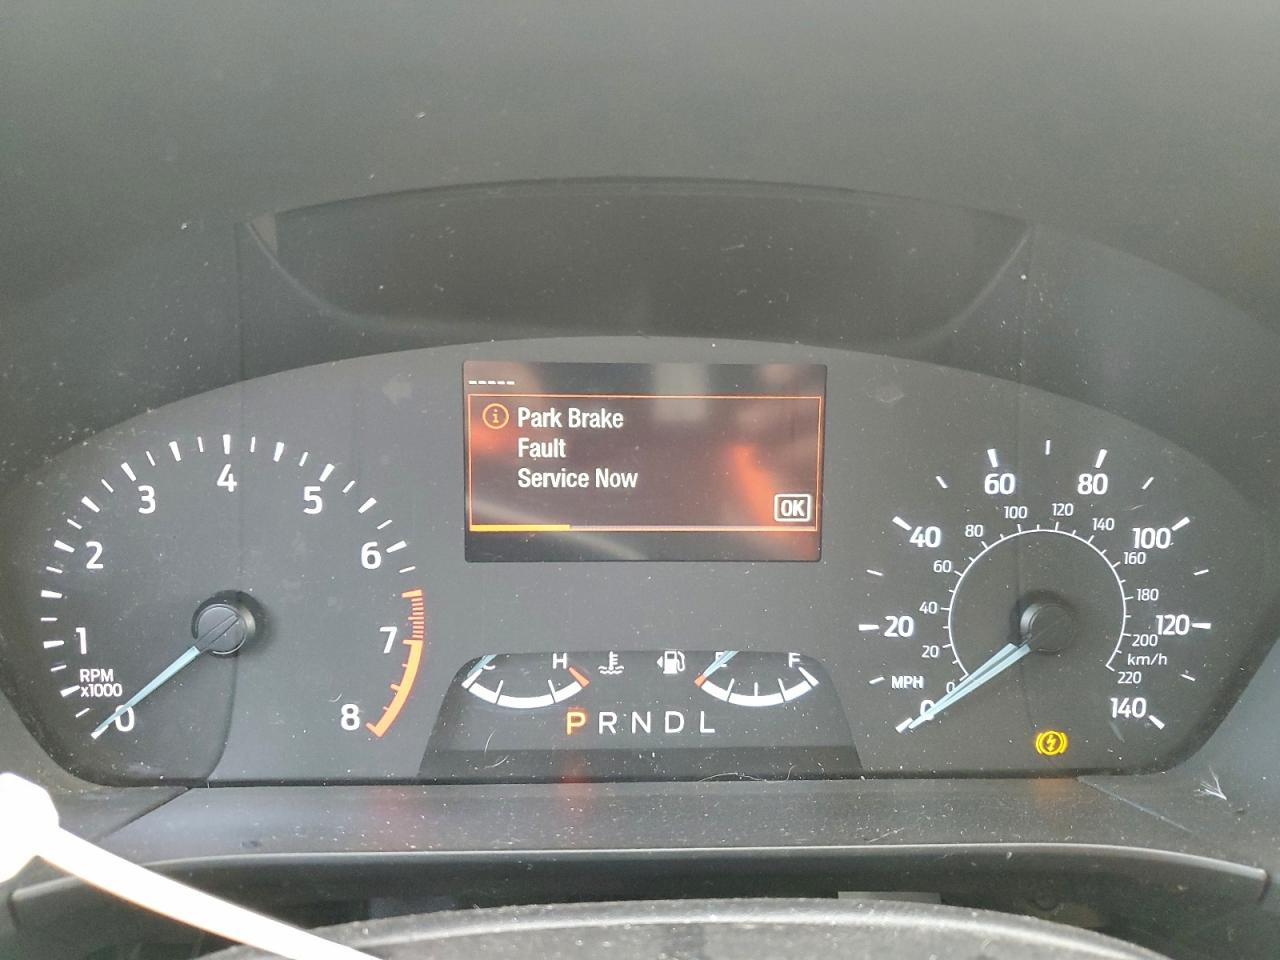 -----
Park Brake
Fault
Service Now
OK
0 1 2 3 4 5 6 7 8
RPM
x1000
C H
E F
PRNDL
0 20 40 60 80 100 120 140
MPH
0 20 40 60 80 100 120 140 160 180 200 220
km/h